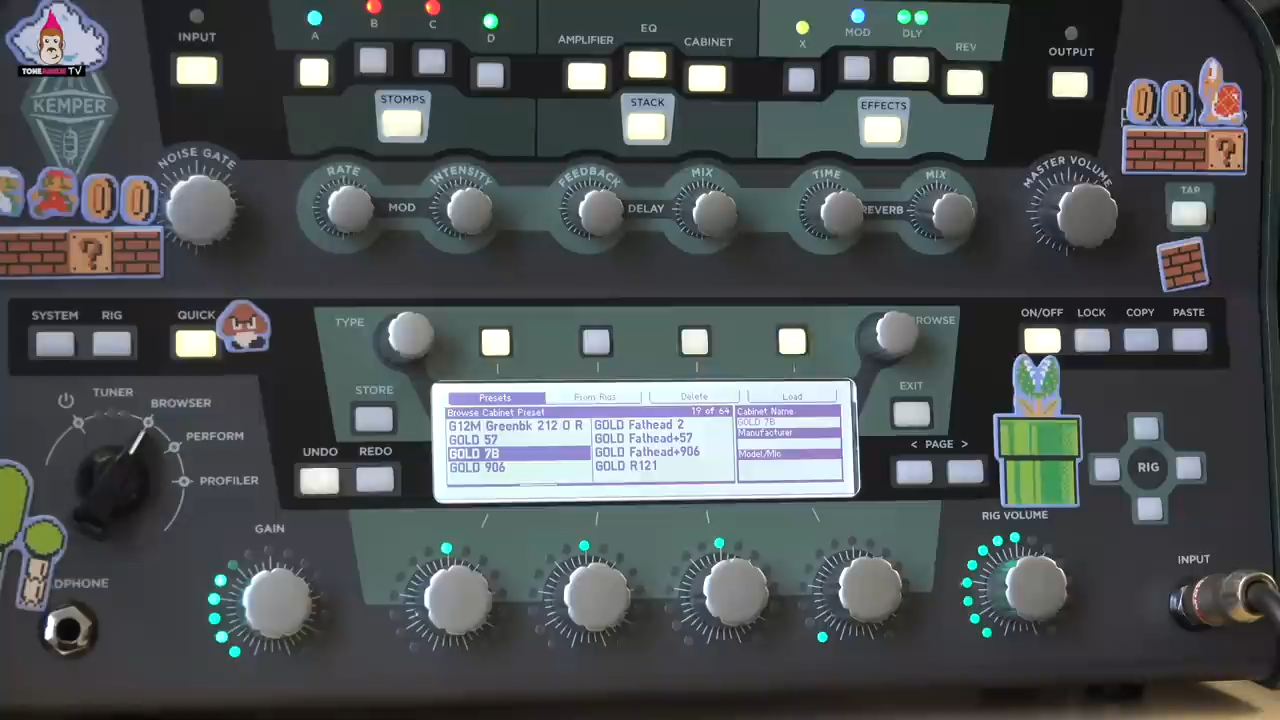 TONE JUNKIE TV
KEMPER
INPUT
A
B
C
D
AMPLIFIER
EQ
CABINET
X
MOD
DLY
REV
OUTPUT
STOMPS
STACK
EFFECTS
NOISE GATE
RATE
INTENSITY
FEEDBACK
MIX
TIME
MIX
MASTER VOLUME
MOD
DELAY
REVERB
TAP
?
?
SYSTEM
RIG
QUICK
TYPE
BROWSE
ON/OFF
LOCK
COPY
PASTE
STORE
EXIT
UNDO
REDO
< PAGE >
RIG
TUNER
BROWSER
PERFORM
PROFILER
Presets
From Rigs
Delete
Load
Browse Cabinet Preset
19 of 64
G12M Greenbk 212 O R
GOLD 57
GOLD 7B
GOLD 906
GOLD Fathead 2
GOLD Fathead+57
GOLD Fathead+906
GOLD R121
Cabinet Name
GOLD 7B
Manufacturer
Model/Mic
GAIN
RIG VOLUME
INPUT
DPHONE